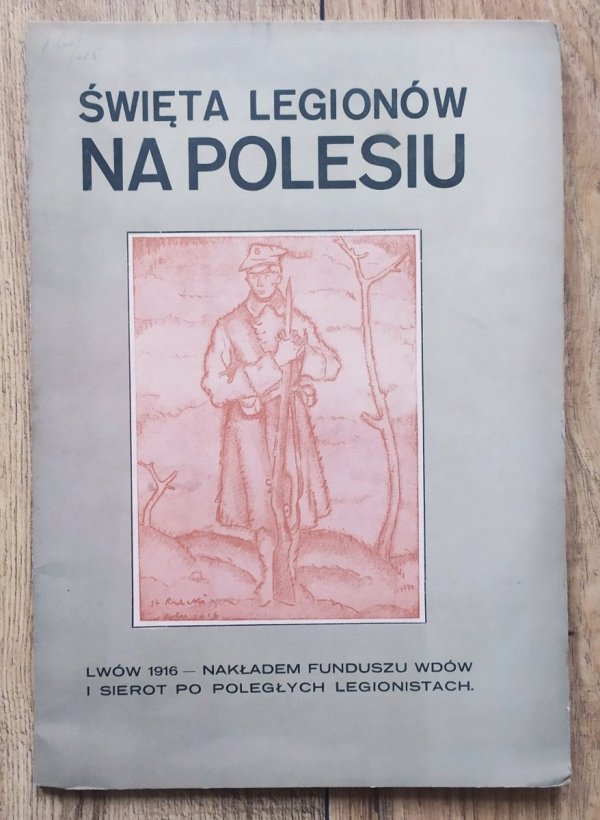 ŚWIĘTA LEGIONÓW
NA POLESIU
LWÓW 1916 — NAKŁADEM FUNDUSZU WDÓW
I SIEROT PO POLEGŁYCH LEGIONISTACH.